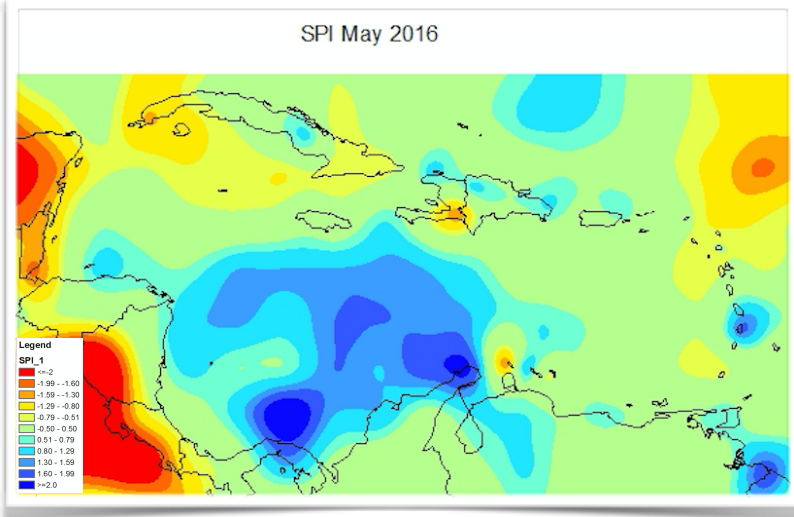 SPI May 2016
Legend
SPI_1
<=-2
-1.99 - -1.60
-1.59 - -1.30
-1.29 - -0.80
-0.79 - -0.51
-0.50 - 0.50
0.51 - 0.79
0.80 - 1.29
1.30 - 1.59
1.60 - 1.99
>=2.0